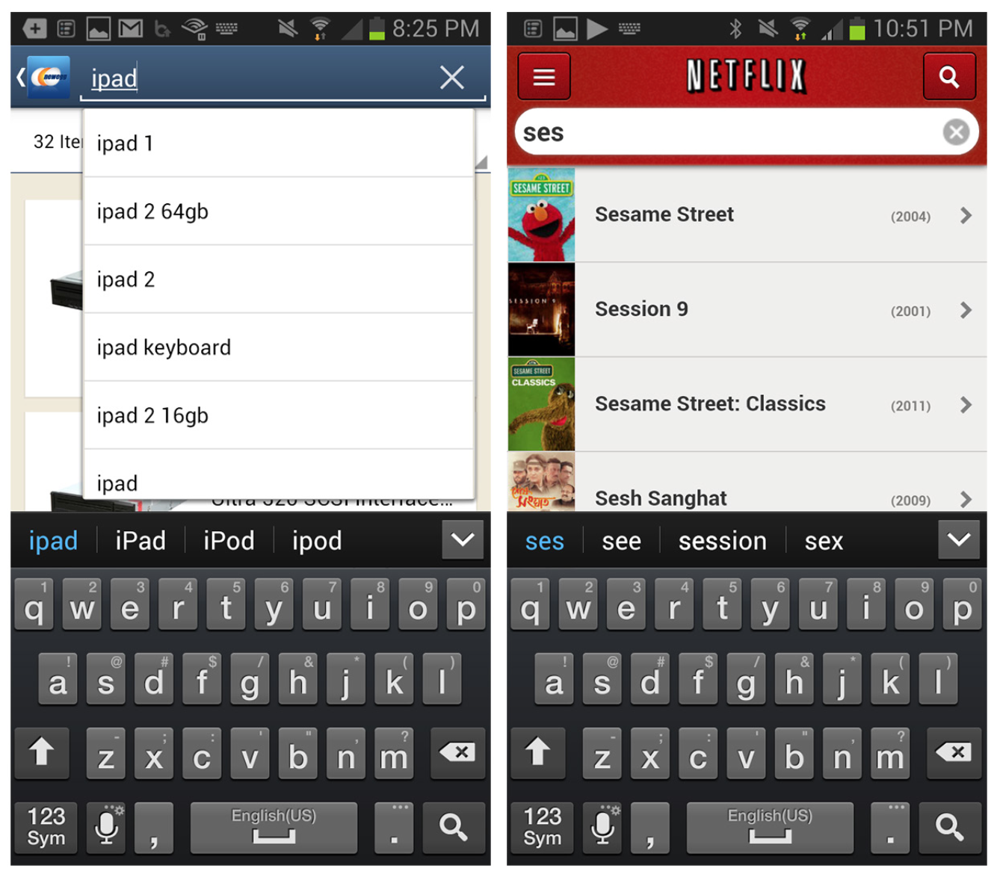 8:25 PM
newegg
ipad
32 Ite
ipad 1
ipad 2 64gb
ipad 2
ipad keyboard
ipad 2 16gb
ipad
Ultra 320 SCSI Interface...
ipad iPad iPod ipod
1 2 3 4 5 6 7 8 9 0
q w e r t y u i o p
! @ # $ / & * ( )
a s d f g h j k l
- ; : ' " , ?
z x c v b n m
123
Sym
English(US)
, .
10:51 PM
NETFLIX
ses
SESAME STREET
Sesame Street (2004)
SESSION 9
Session 9 (2001)
SESAME STREET
CLASSICS
Sesame Street: Classics (2011)
Sesh Sanghat (2009)
ses see session sex
1 2 3 4 5 6 7 8 9 0
q w e r t y u i o p
! @ # $ / & * ( )
a s d f g h j k l
- ; : ' " , ?
z x c v b n m
123
Sym
English(US)
, .